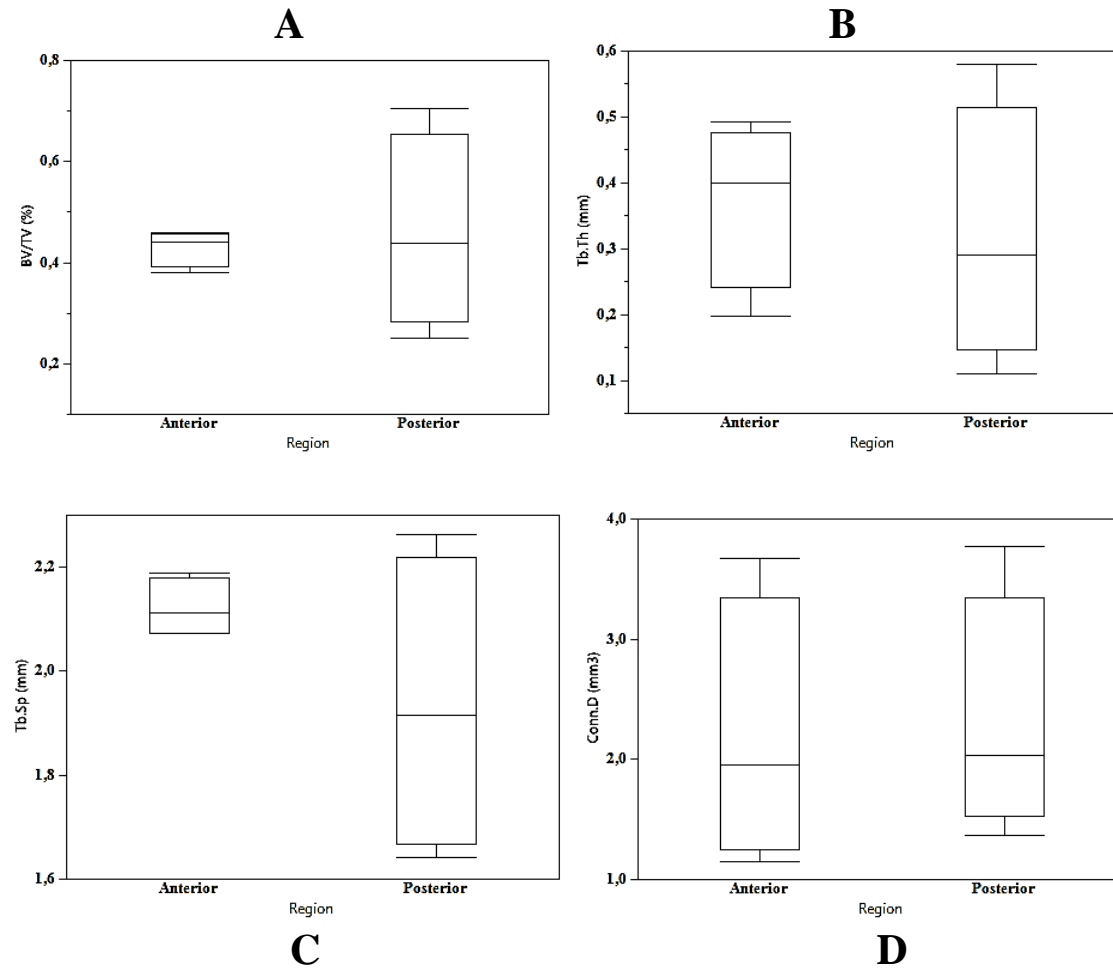 A
B
0,8
0,6
0,4
0,2
BV/TV (%)
Anterior
Posterior
Region
0,6
0,5
0,4
0,3
0,2
0,1
Tb.Th (mm)
Anterior
Posterior
Region
2,2
2,0
1,8
1,6
Tb.Sp (mm)
Anterior
Posterior
Region
4,0
3,0
2,0
1,0
Conn.D (mm3)
Anterior
Posterior
Region
C
D